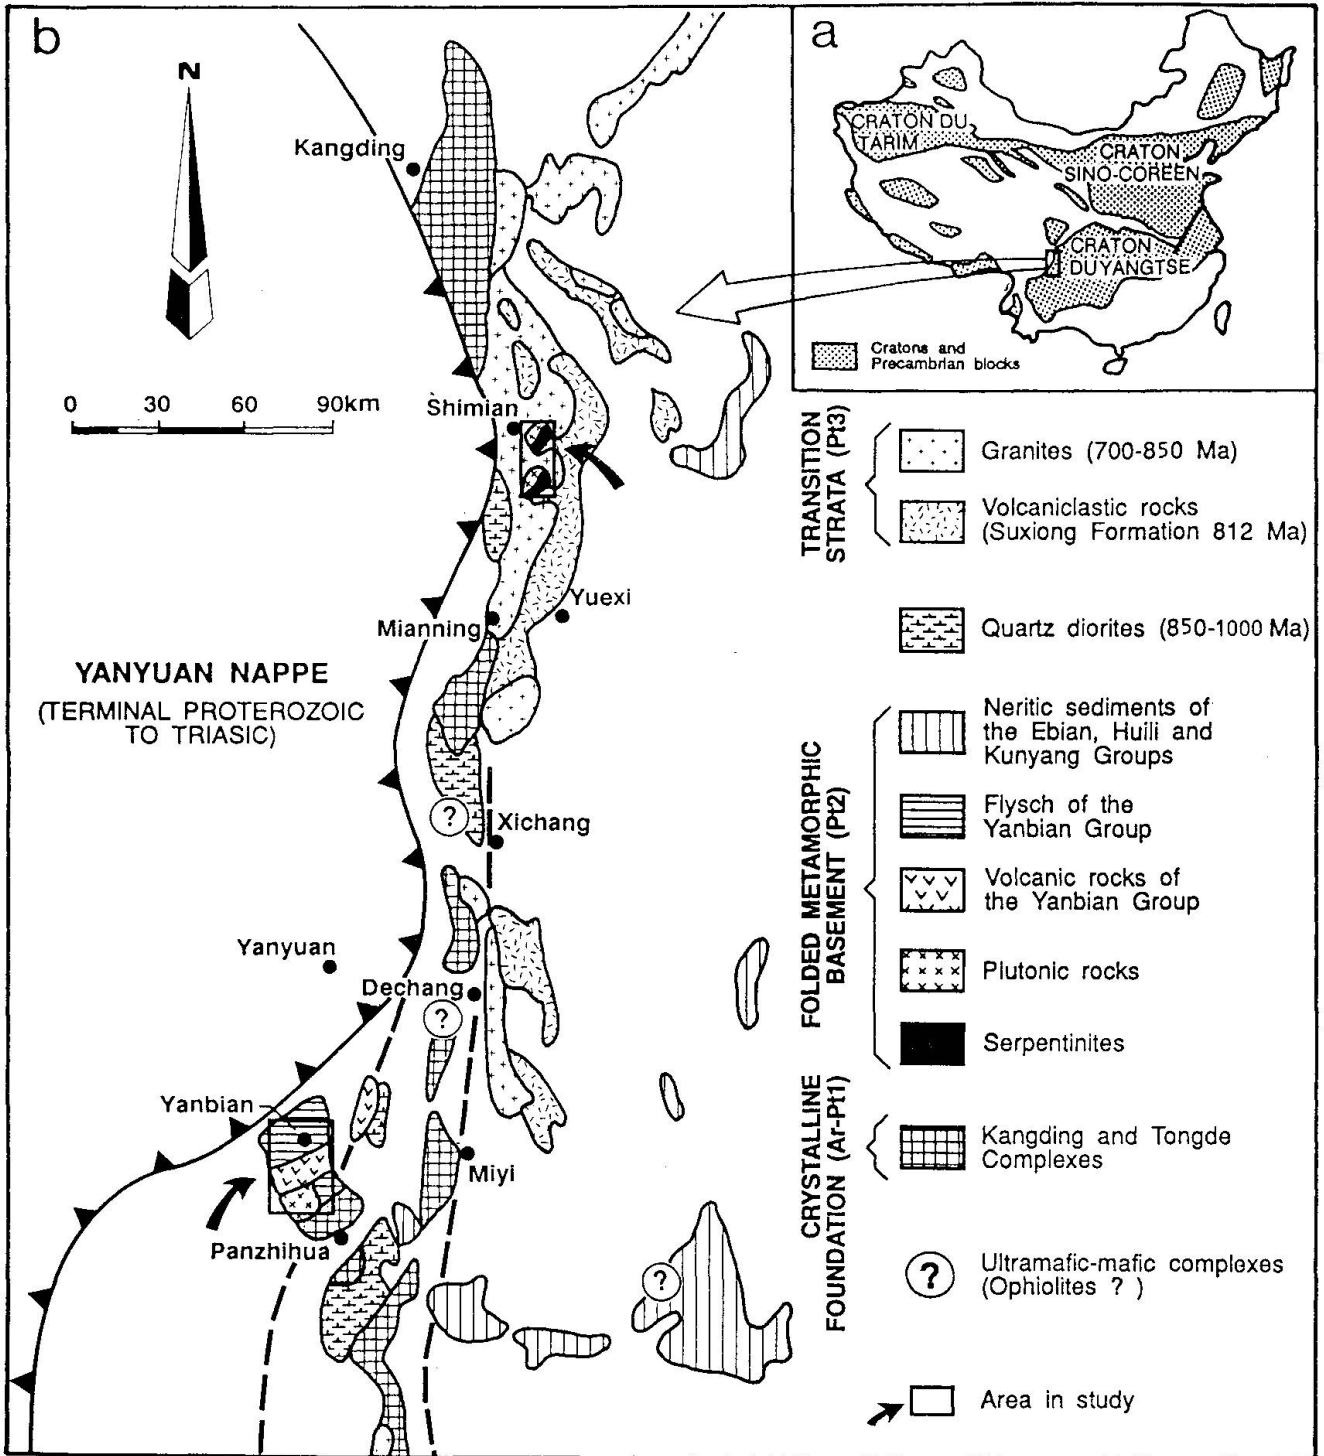 b
N
Kangding
0 30 60 90km
Shimian
Yuexi
Mianning
YANYUAN NAPPE
(TERMINAL PROTEROZOIC
TO TRIASIC)
?
Xichang
Yanyuan
Dechang
?
Yanbian
Miyi
Panzhihua
?
a
CRATON DU
TARIM
CRATON
SINO-COREEN
CRATON
DUYANGTSE
Cratons and
Precambrian blocks
TRANSITION
STRATA (Pt3)
Granites (700-850 Ma)
Volcaniclastic rocks
(Suxiong Formation 812 Ma)
Quartz diorites (850-1000 Ma)
FOLDED METAMORPHIC
BASEMENT (Pt2)
Neritic sediments of
the Ebian, Huili and
Kunyang Groups
Flysch of the
Yanbian Group
Volcanic rocks of
the Yanbian Group
Plutonic rocks
Serpentinites
CRYSTALLINE
FOUNDATION (Ar-Pt1)
Kangding and Tongde
Complexes
?
Ultramafic-mafic complexes
(Ophiolites ? )
Area in study